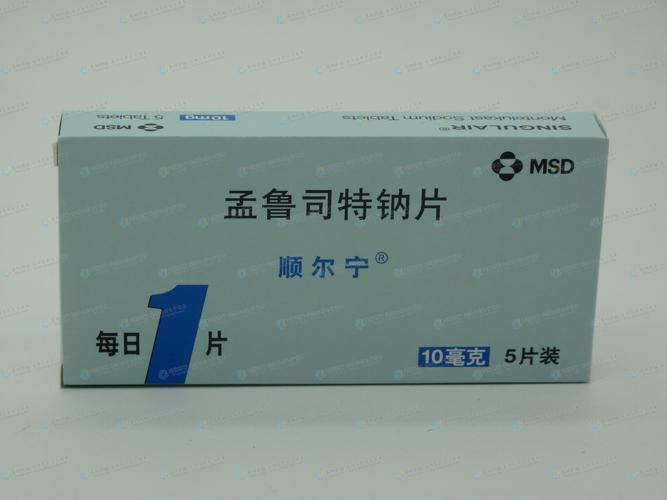 SINGULAIR®
Montelukast Sodium Tablets
10mg
5 Tablets
MSD
MSD
孟鲁司特钠片
顺尔宁®
每日1片
10毫克 5片装